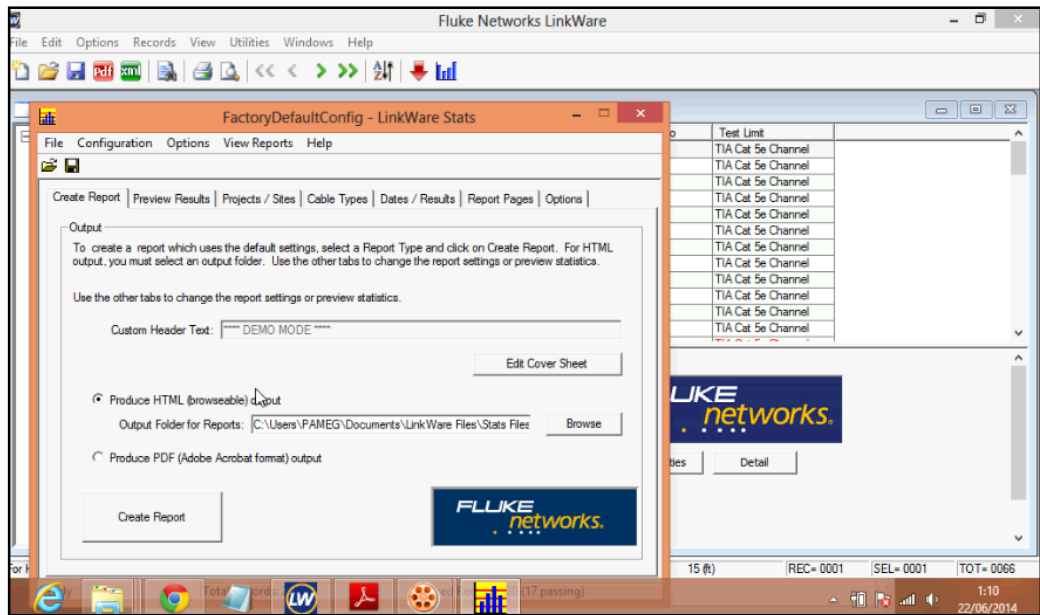 Fluke Networks LinkWare
File Edit Options Records View Utilities Windows Help
Pdf xml
FactoryDefaultConfig - LinkWare Stats
File Configuration Options View Reports Help
Create Report Preview Results Projects / Sites Cable Types Dates / Results Report Pages Options
Output
To create a report which uses the default settings, select a Report Type and click on Create Report. For HTML
output, you must select an output folder. Use the other tabs to change the report settings or preview statistics.
Use the other tabs to change the report settings or preview statistics.
Custom Header Text: **** DEMO MODE ****
Edit Cover Sheet
Produce HTML (browseable) output
Output Folder for Reports: C:\Users\PAMEG\Documents\LinkWare Files\Stats Files Browse
Produce PDF (Adobe Acrobat format) output
Create Report
FLUKE
networks.
Test Limit
TIA Cat 5e Channel
TIA Cat 5e Channel
TIA Cat 5e Channel
TIA Cat 5e Channel
TIA Cat 5e Channel
TIA Cat 5e Channel
TIA Cat 5e Channel
TIA Cat 5e Channel
TIA Cat 5e Channel
TIA Cat 5e Channel
TIA Cat 5e Channel
TIA Cat 5e Channel
UKE
networks.
ties Detail
15 (ft) REC= 0001 SEL= 0001 TOT= 0066
LW
(17 passing)
1:10
22/06/2014